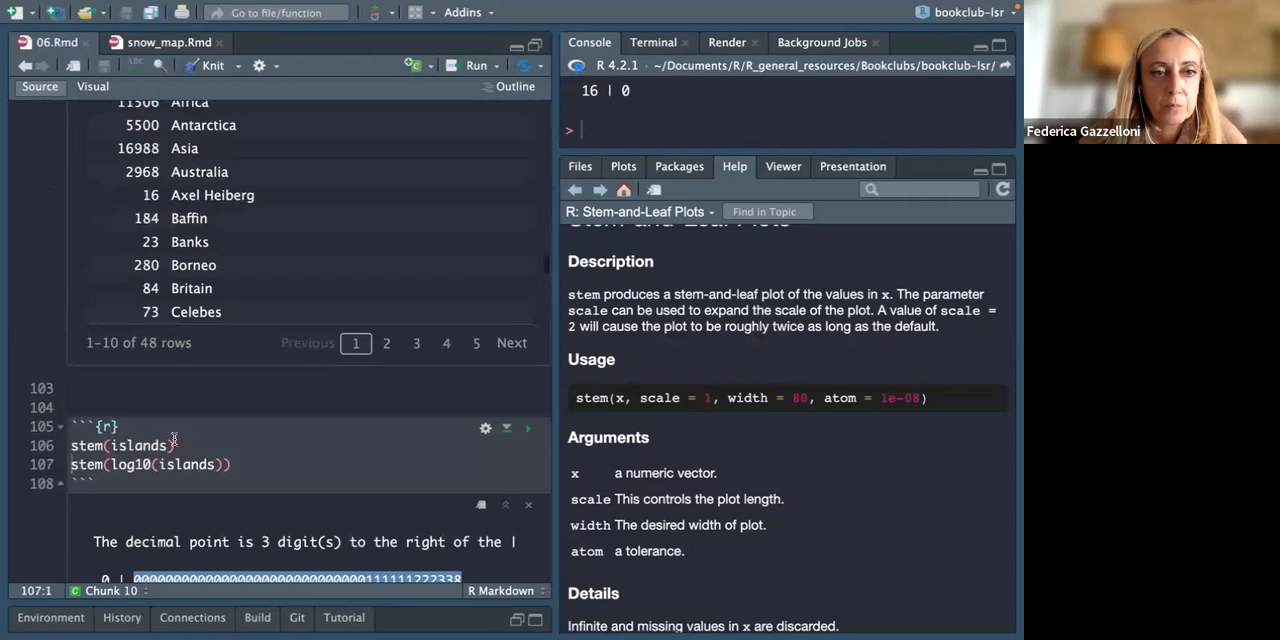 Go to file/function
Addins
bookclub-lsr
06.Rmd
snow_map.Rmd
Knit
Run
Source
Visual
Outline
11506 Africa
5500 Antarctica
16988 Asia
2968 Australia
16 Axel Heiberg
184 Baffin
23 Banks
280 Borneo
84 Britain
73 Celebes
1-10 of 48 rows
Previous 1 2 3 4 5 Next
103
104
105 ```{r}
106 stem(islands)
107 stem(log10(islands))
108 ```
The decimal point is 3 digit(s) to the right of the |
107:1
Chunk 10
R Markdown
Environment
History
Connections
Build
Git
Tutorial
Console
Terminal
Render
Background Jobs
R 4.2.1 · ~/Documents/R/R_general_resources/Bookclubs/bookclub-lsr/
16 | 0
>
Files
Plots
Packages
Help
Viewer
Presentation
R: Stem-and-Leaf Plots
Find in Topic
Stem-and-Leaf Plots
Description
stem produces a stem-and-leaf plot of the values in x. The parameter
scale can be used to expand the scale of the plot. A value of scale =
2 will cause the plot to be roughly twice as long as the default.
Usage
stem(x, scale = 1, width = 80, atom = 1e-08)
Arguments
x a numeric vector.
scale This controls the plot length.
width The desired width of plot.
atom a tolerance.
Details
Infinite and missing values in x are discarded.
Federica Gazzelloni